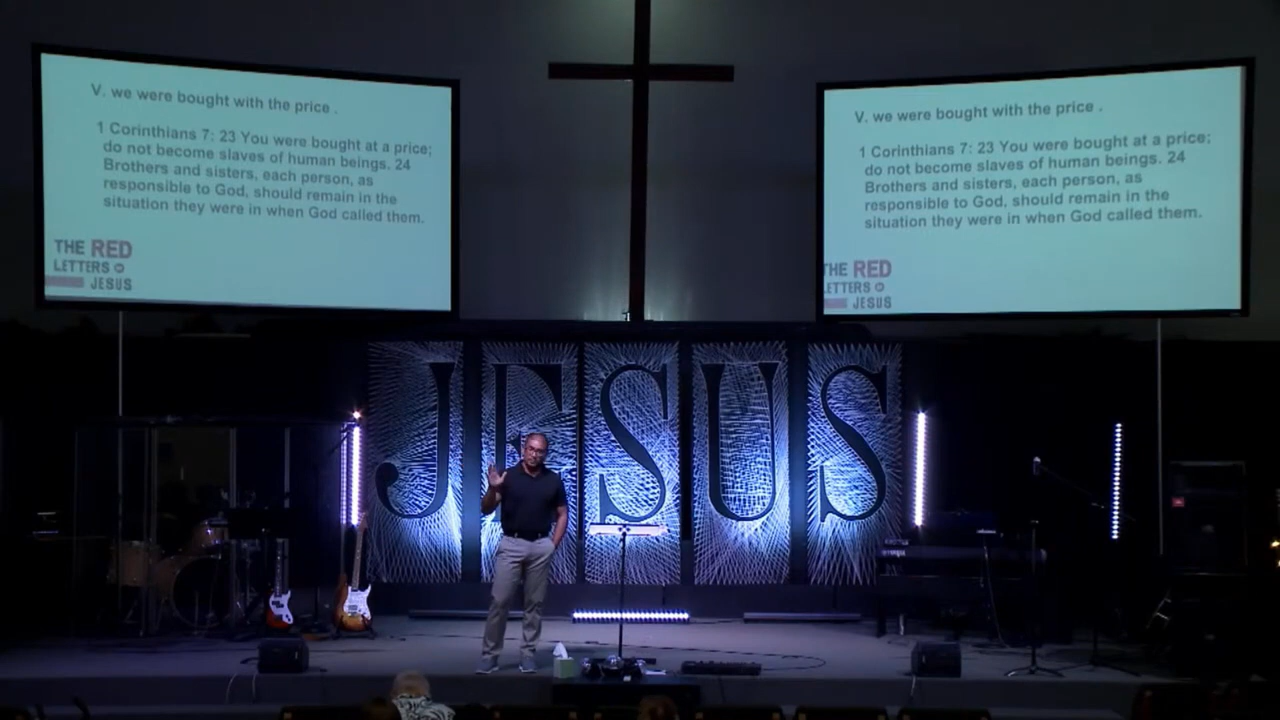 V. we were bought with the price .
1 Corinthians 7: 23 You were bought at a price;
do not become slaves of human beings. 24
Brothers and sisters, each person, as
responsible to God, should remain in the
situation they were in when God called them.
THE RED
LETTERS OF
JESUS
V. we were bought with the price .
1 Corinthians 7: 23 You were bought at a price;
do not become slaves of human beings. 24
Brothers and sisters, each person, as
responsible to God, should remain in the
situation they were in when God called them.
THE RED
LETTERS OF
JESUS
JESUS